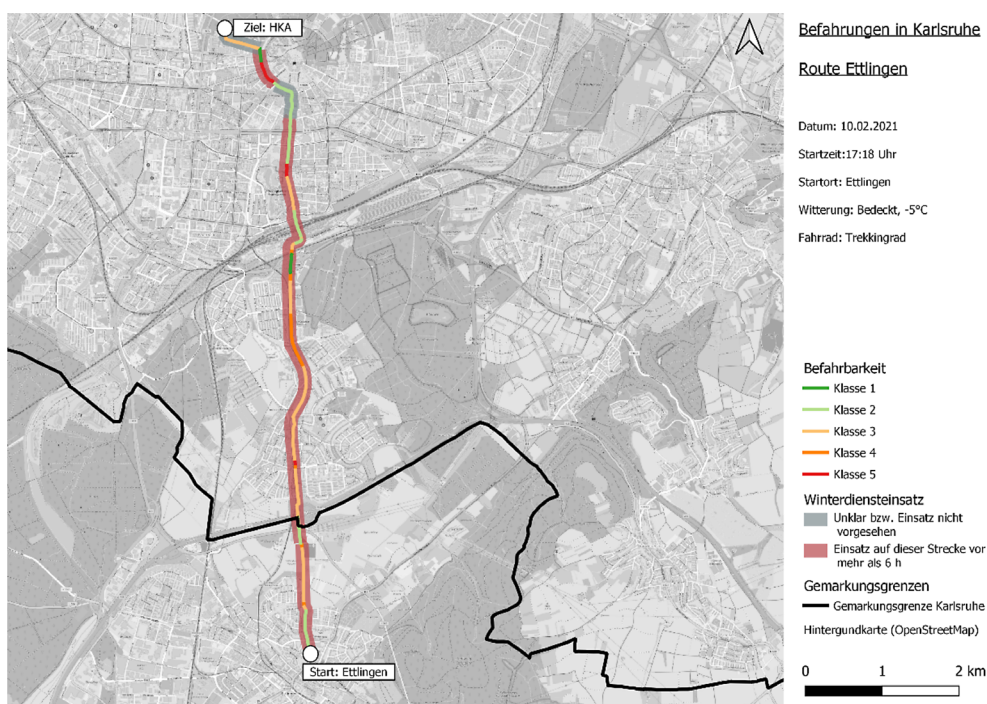 Ziel: HKA
Start: Ettlingen
Befahrungen in Karlsruhe
Route Ettlingen
Datum: 10.02.2021
Startzeit:17:18 Uhr
Startort: Ettlingen
Witterung: Bedeckt, -5°C
Fahrrad: Trekkingrad
Befahrbarkeit
Klasse 1
Klasse 2
Klasse 3
Klasse 4
Klasse 5
Winterdiensteinsatz
Unklar bzw. Einsatz nicht
vorgesehen
Einsatz auf dieser Strecke vor
mehr als 6 h
Gemarkungsgrenzen
Gemarkungsgrenze Karlsruhe
Hintergundkarte (OpenStreetMap)
0 1 2 km